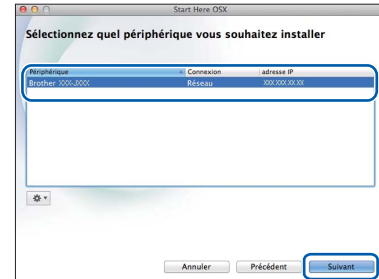 Start Here OSX
Sélectionnez quel périphérique vous souhaitez installer
Périphérique Connexion adresse IP
Brother XXX-JXXX Réseau XXX.XXX.XX.XX
Annuler Précédent Suivant